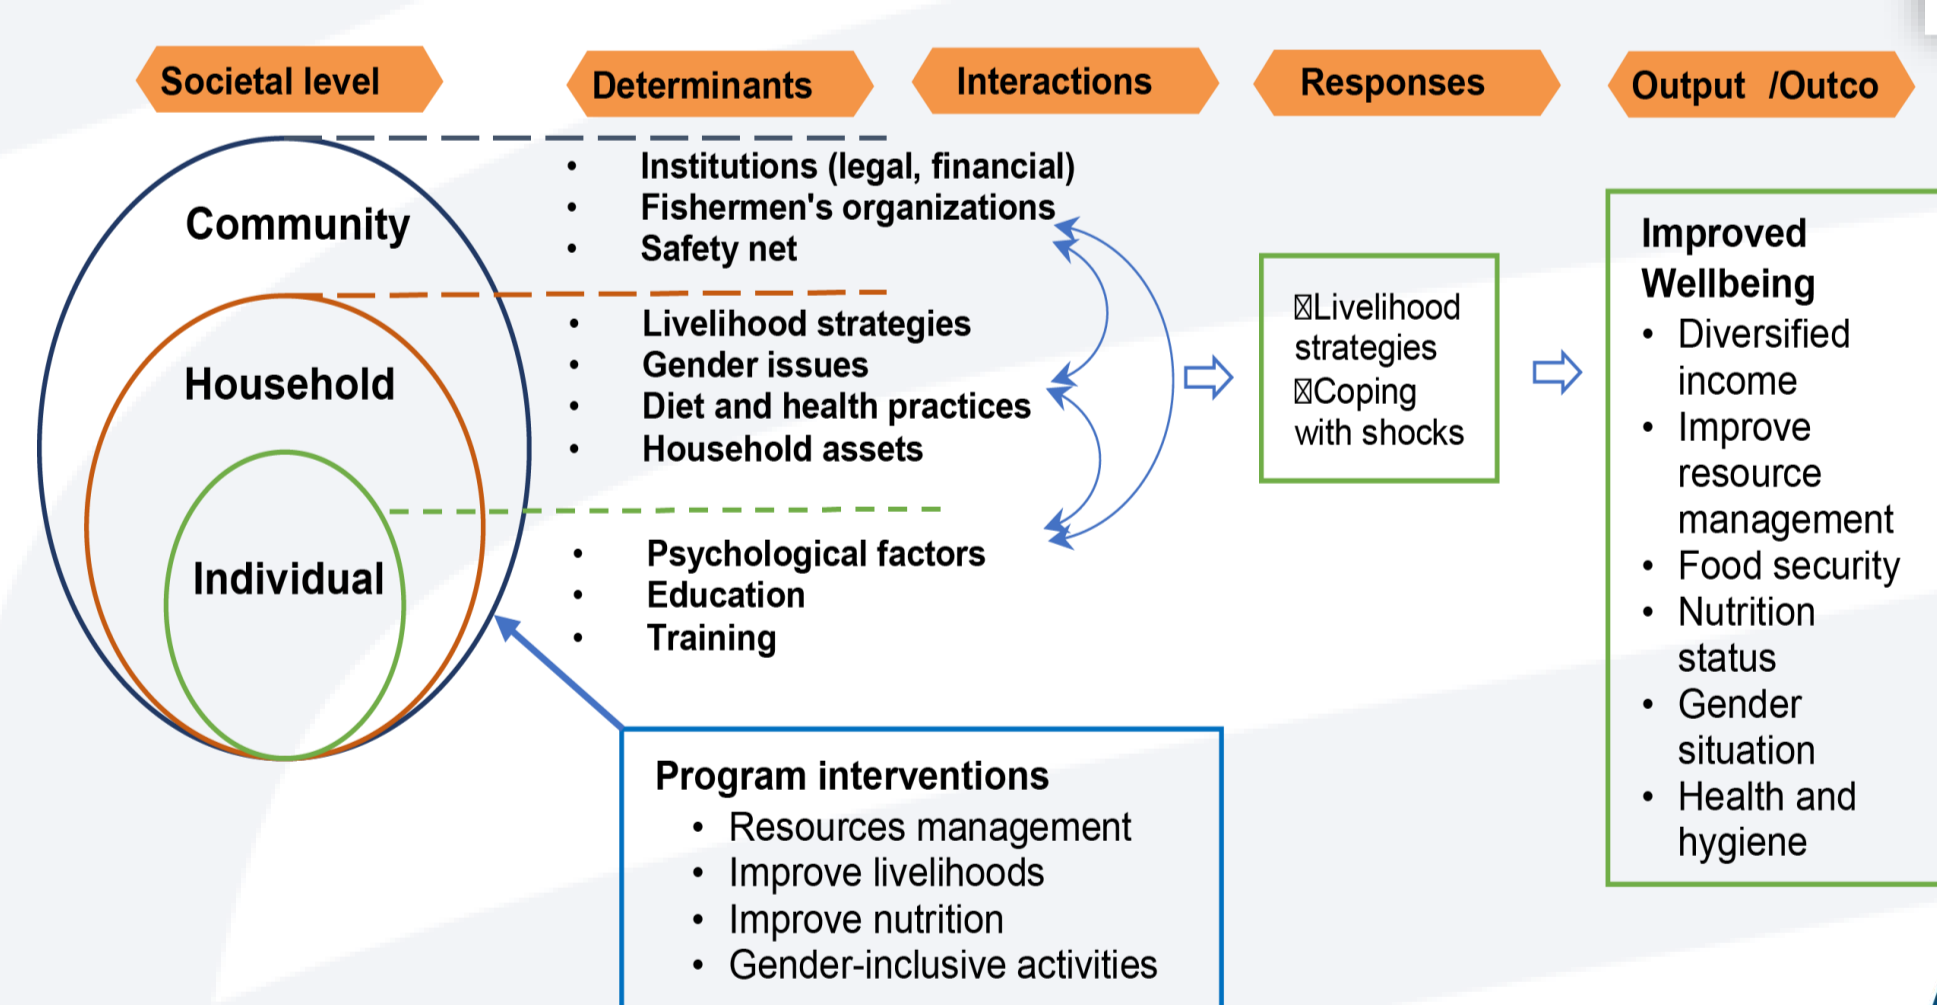 Societal level
Determinants
Interactions
Responses
Output /Outco
Community
Household
Individual
• Institutions (legal, financial)
• Fishermen's organizations
• Safety net
• Livelihood strategies
• Gender issues
• Diet and health practices
• Household assets
• Psychological factors
• Education
• Training
Livelihood
strategies
Coping
with shocks
Improved
Wellbeing
• Diversified
income
• Improve
resource
management
• Food security
• Nutrition
status
• Gender
situation
• Health and
hygiene
Program interventions
• Resources management
• Improve livelihoods
• Improve nutrition
• Gender-inclusive activities